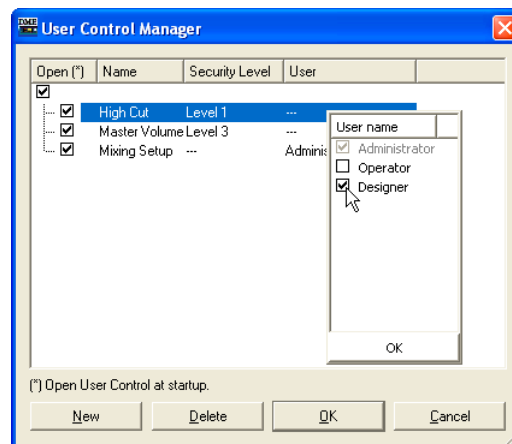 DME User Control Manager
Open (*) Name Security Level User
High Cut Level 1 ---
Master Volume Level 3 ---
Mixing Setup ---
User name
Administrator
Operator
Designer
OK
(*) Open User Control at startup.
New Delete OK Cancel